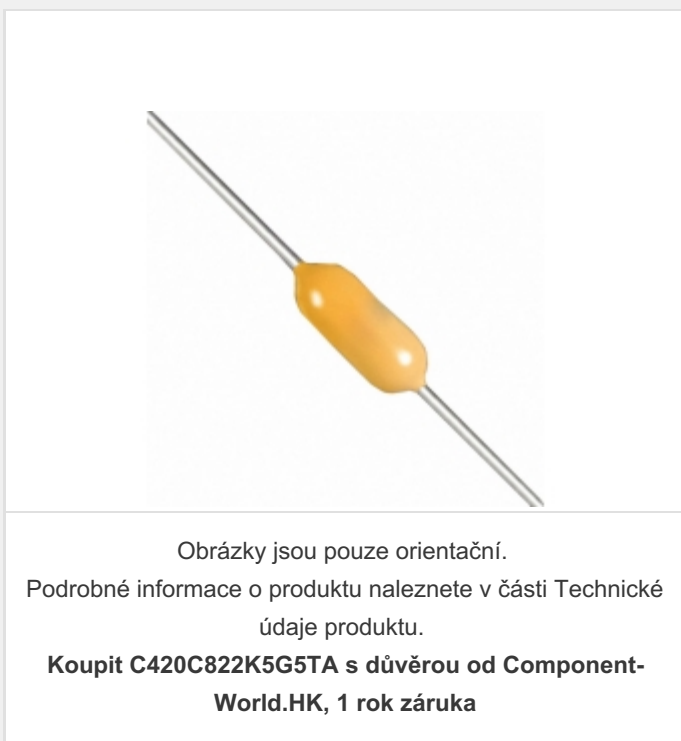 Obrázky jsou pouze orientační.
Podrobné informace o produktu naleznete v části Technické
údaje produktu.
Koupit C420C822K5G5TA s důvěrou od Component-
World.HK, 1 rok záruka